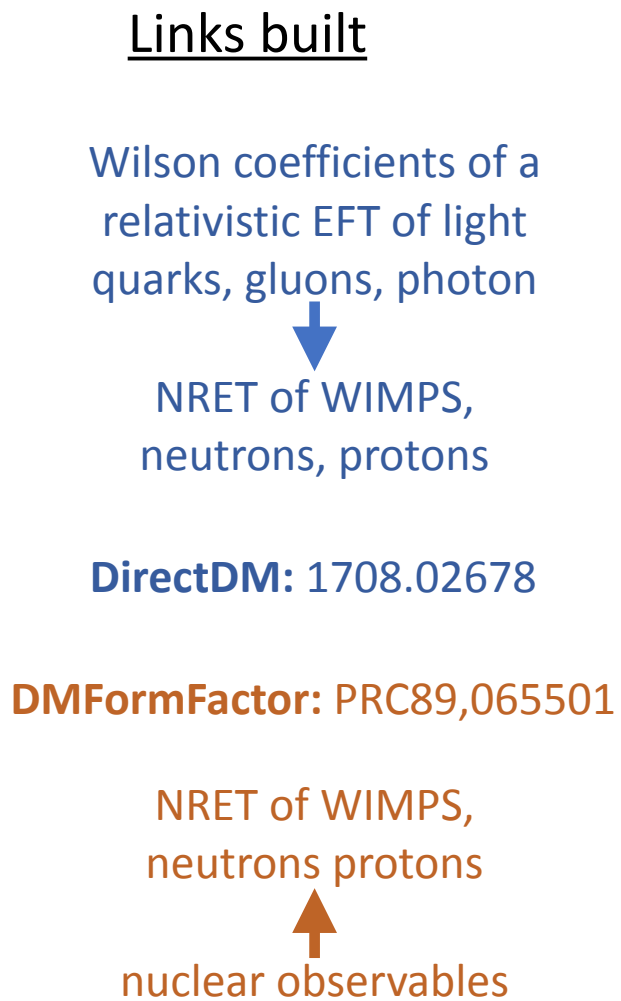 Links built
Wilson coefficients of a
relativistic EFT of light
quarks, gluons, photon
NRET of WIMPS,
neutrons, protons
DirectDM: 1708.02678
DMFormFactor: PRC89,065501
NRET of WIMPS,
neutrons protons
nuclear observables